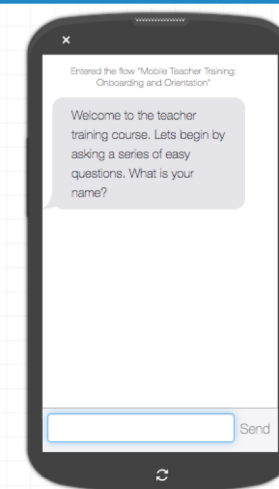 Entered the flow "Mobile Teacher Training:
Onboarding and Orientation"
Welcome to the teacher
training course. Lets begin by
asking a series of easy
questions. What is your
name?
Send